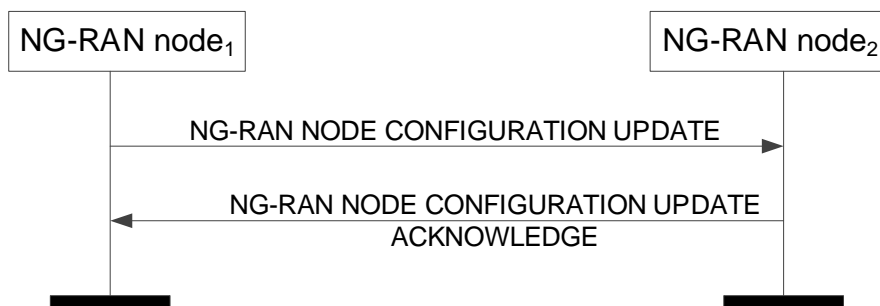 NG-RAN node₁
NG-RAN node₂
NG-RAN NODE CONFIGURATION UPDATE
NG-RAN NODE CONFIGURATION UPDATE
ACKNOWLEDGE